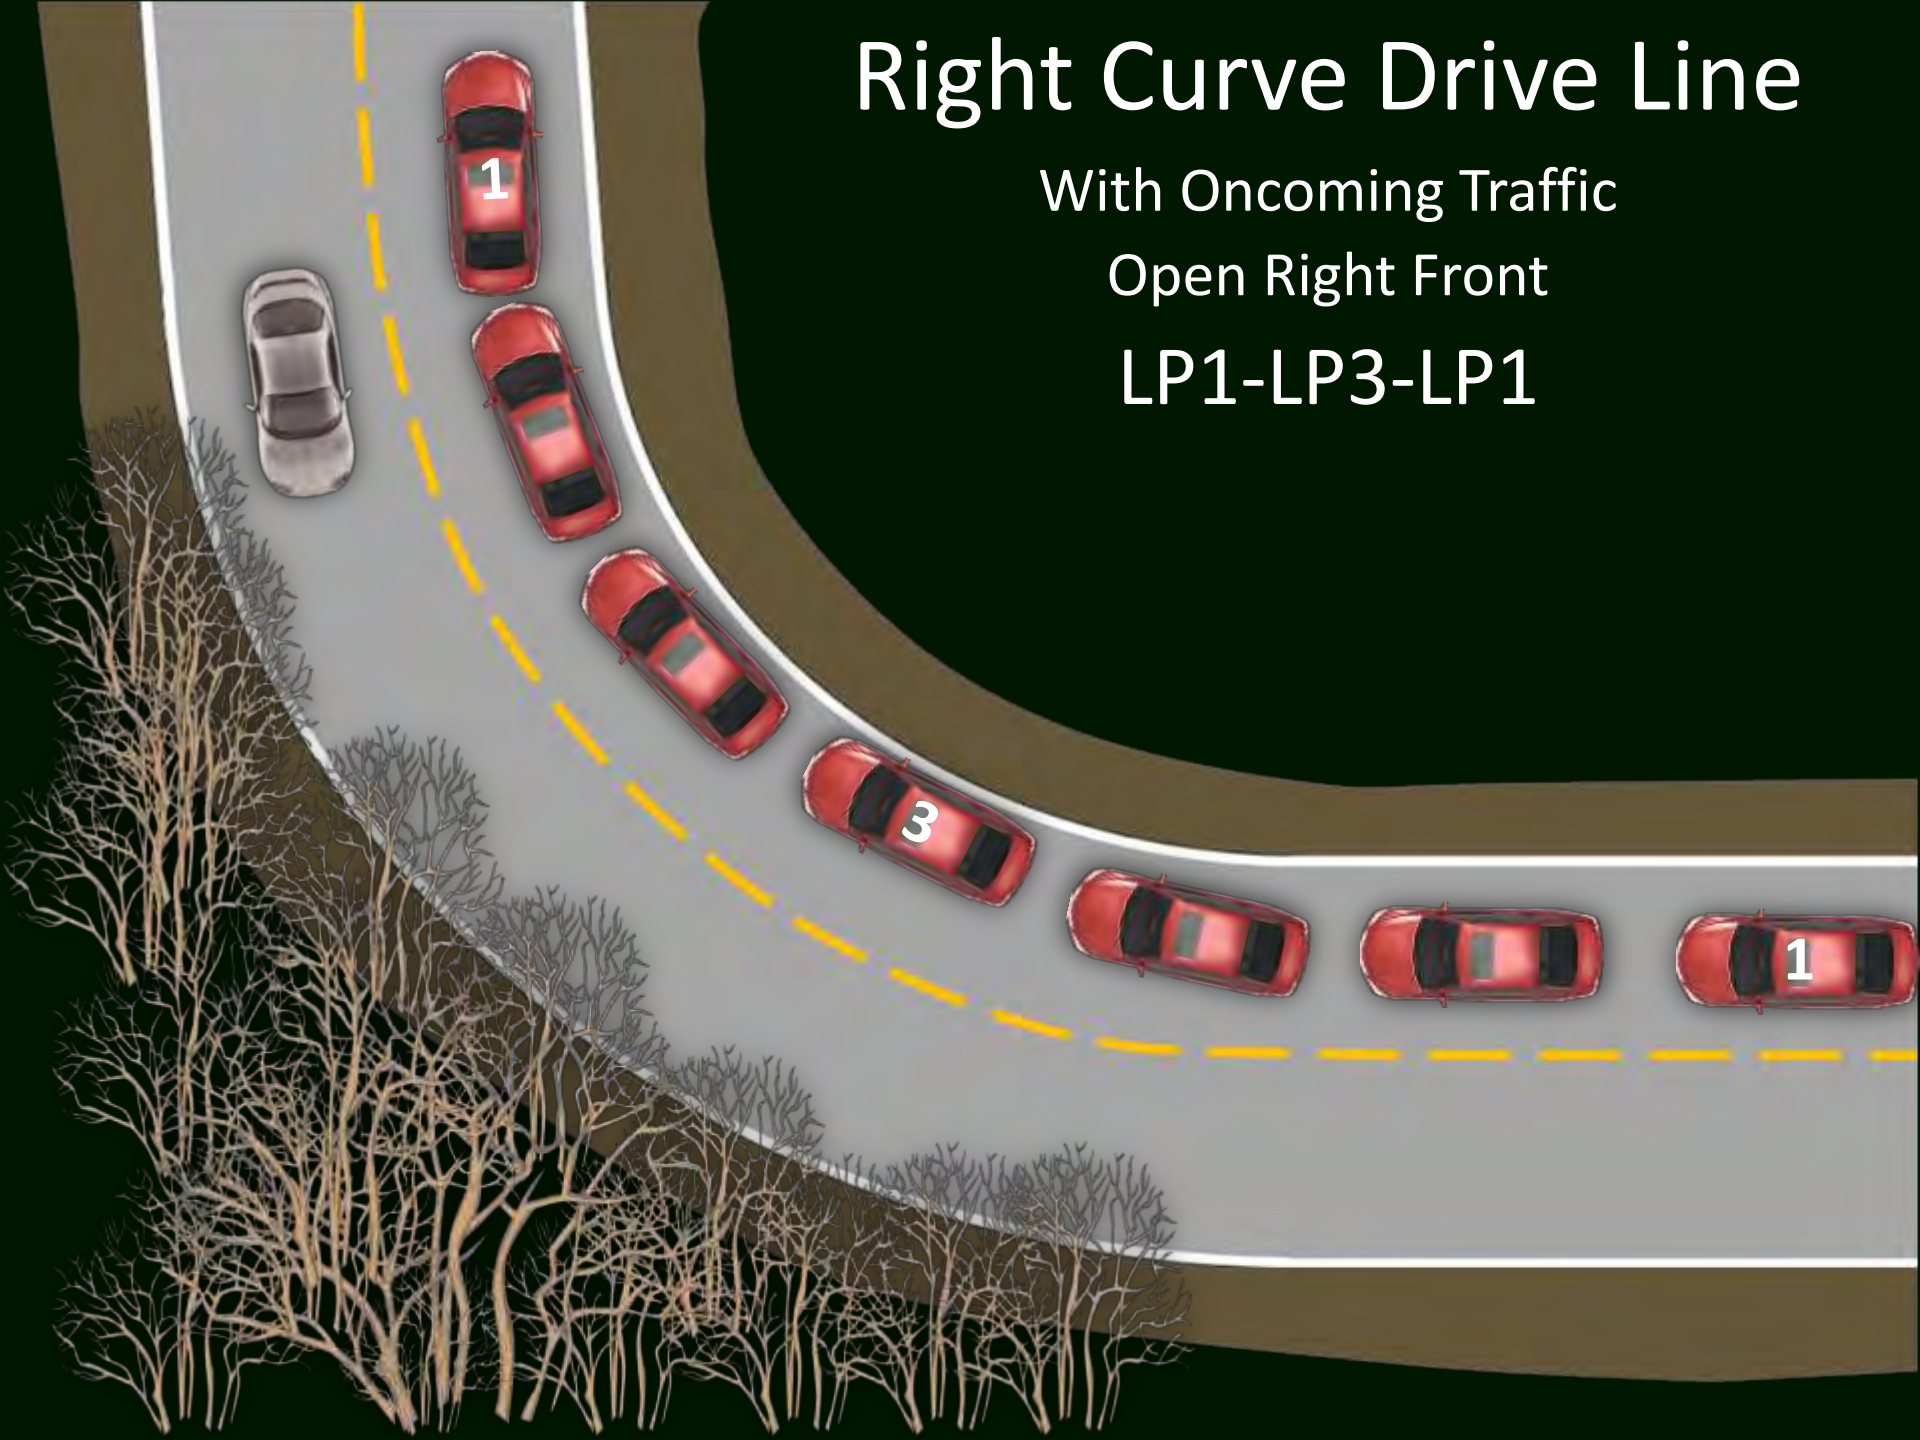 Right Curve Drive Line
With Oncoming Traffic
Open Right Front
LP1-LP3-LP1
1
3
1